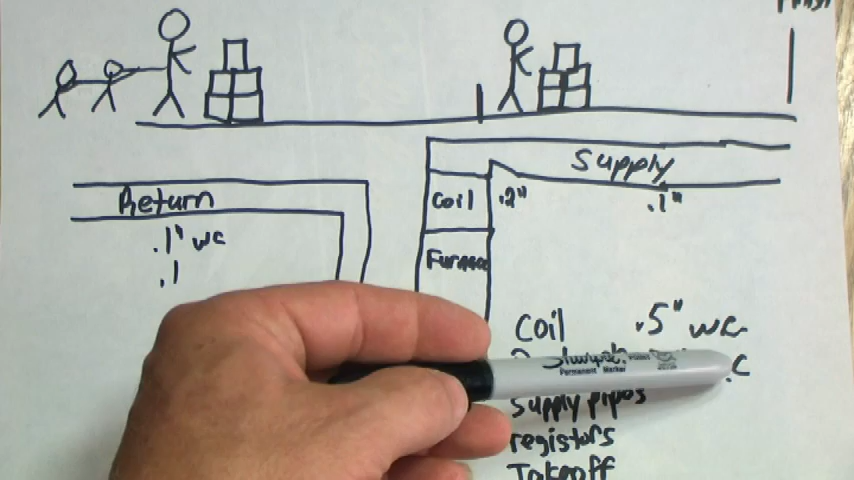 Supply
Return
Coil
.2"
.1"
.1" wc
.1
Furnace
Coil .5" wc
Sharpie
Permanent Marker
Supply pipes
registors
Takeoff